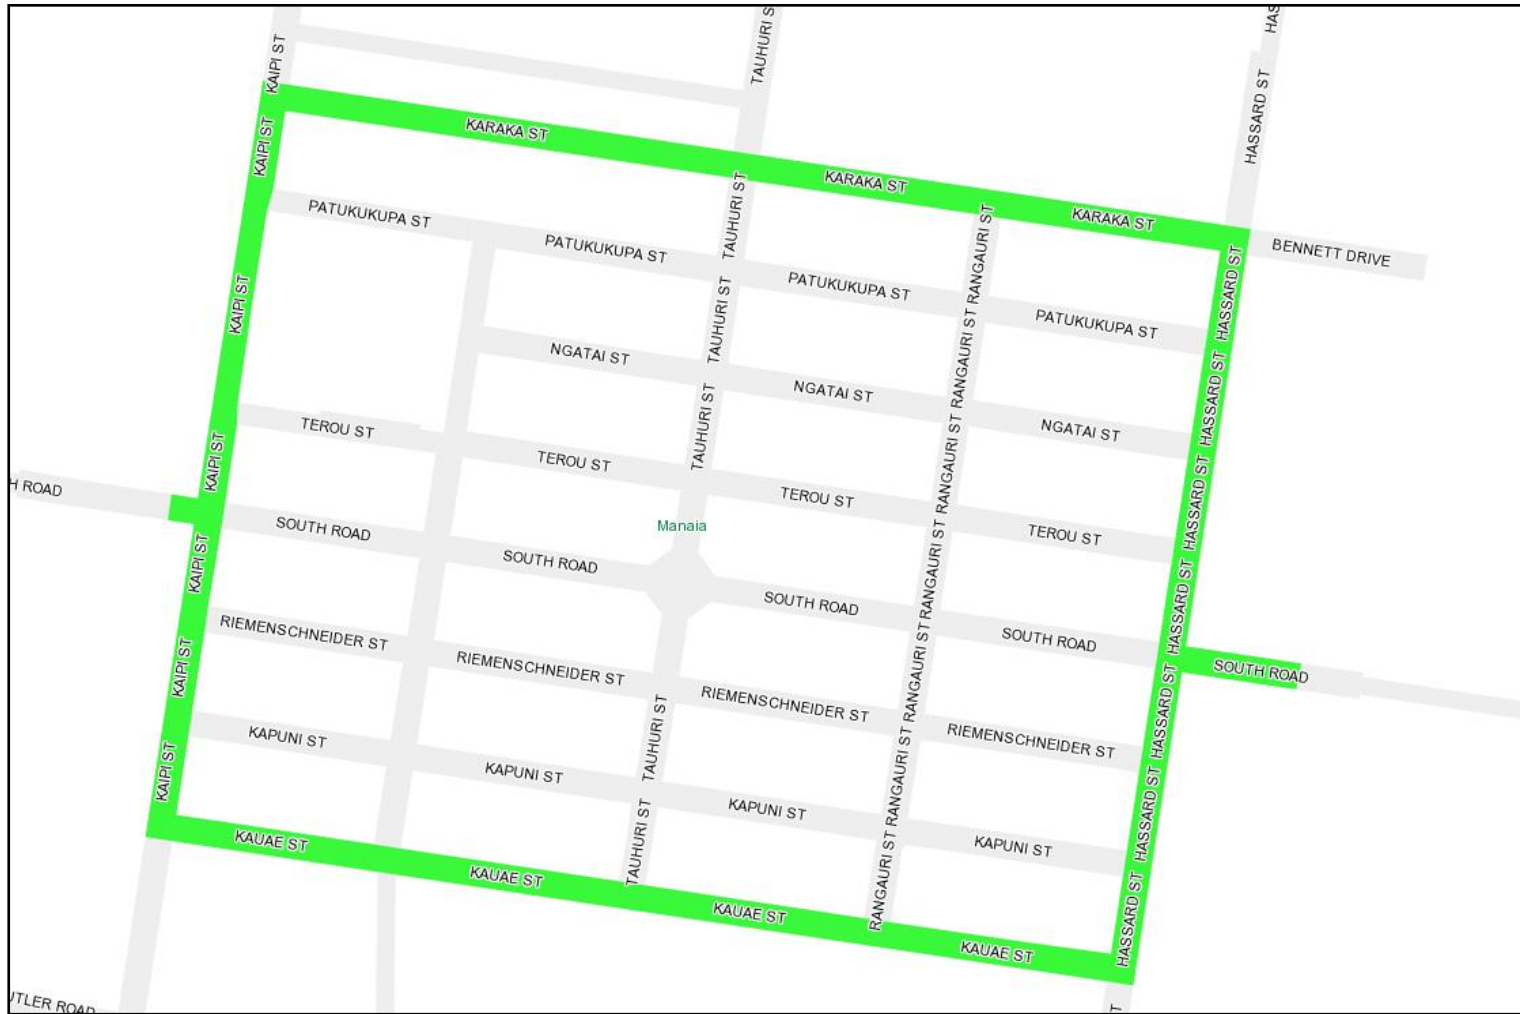 KAIPI ST
TAUHURI S
HAS
HASSARD ST
KAIPI ST
KARAKA ST
KARAKA ST
KARAKA ST
BENNETT DRIVE
PATUKUKUPA ST
PATUKUKUPA ST
PATUKUKUPA ST
PATUKUKUPA ST
TAUHURI ST
RANGAURI ST
HASSARD ST
KAIPI ST
TAUHURI ST
RANGAURI ST
NGATAI ST
NGATAI ST
NGATAI ST
HASSARD ST
TAUHURI ST
RANGAURI ST
KAIPI ST
TEROU ST
TEROU ST
TEROU ST
TEROU ST
HASSARD ST
H ROAD
SOUTH ROAD
SOUTH ROAD
SOUTH ROAD
SOUTH ROAD
SOUTH ROAD
Manaia
RANGAURI ST
HASSARD ST
KAIPI ST
RIEMENSCHNEIDER ST
RIEMENSCHNEIDER ST
RIEMENSCHNEIDER ST
RIEMENSCHNEIDER ST
KAIPI ST
TAUHURI ST
RANGAURI ST
HASSARD ST
KAPUNI ST
KAPUNI ST
KAPUNI ST
KAPUNI ST
KAIPI ST
TAUHURI ST
RANGAURI ST
HASSARD ST
KAUAE ST
KAUAE ST
KAUAE ST
KAUAE ST
RANGAURI ST
HASSARD ST
UTLER ROAD
T